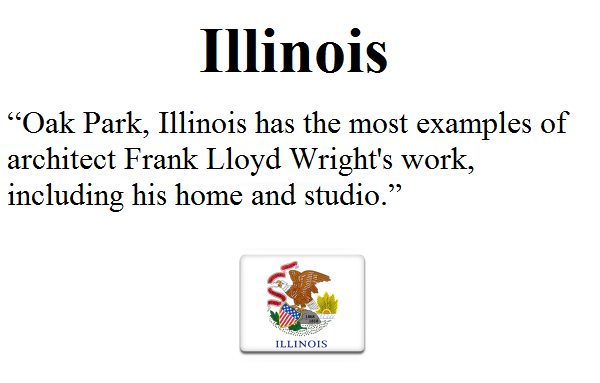 Illinois
“Oak Park, Illinois has the most examples of
architect Frank Lloyd Wright's work,
including his home and studio.”
ILLINOIS